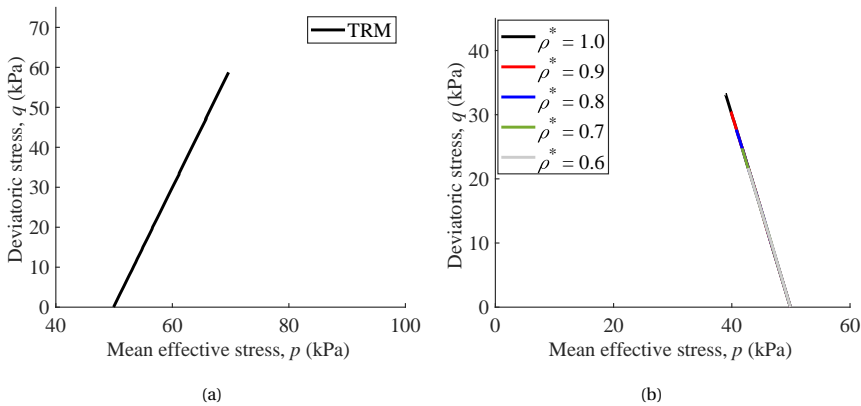 70
60
50
40
30
20
10
0
40 60 80 100
Deviatoric stress, q (kPa)
Mean effective stress, p (kPa)
TRM
(a)
40
30
20
10
0
0 20 40 60
Deviatoric stress, q (kPa)
Mean effective stress, p (kPa)
ρ* = 1.0
ρ* = 0.9
ρ* = 0.8
ρ* = 0.7
ρ* = 0.6
(b)